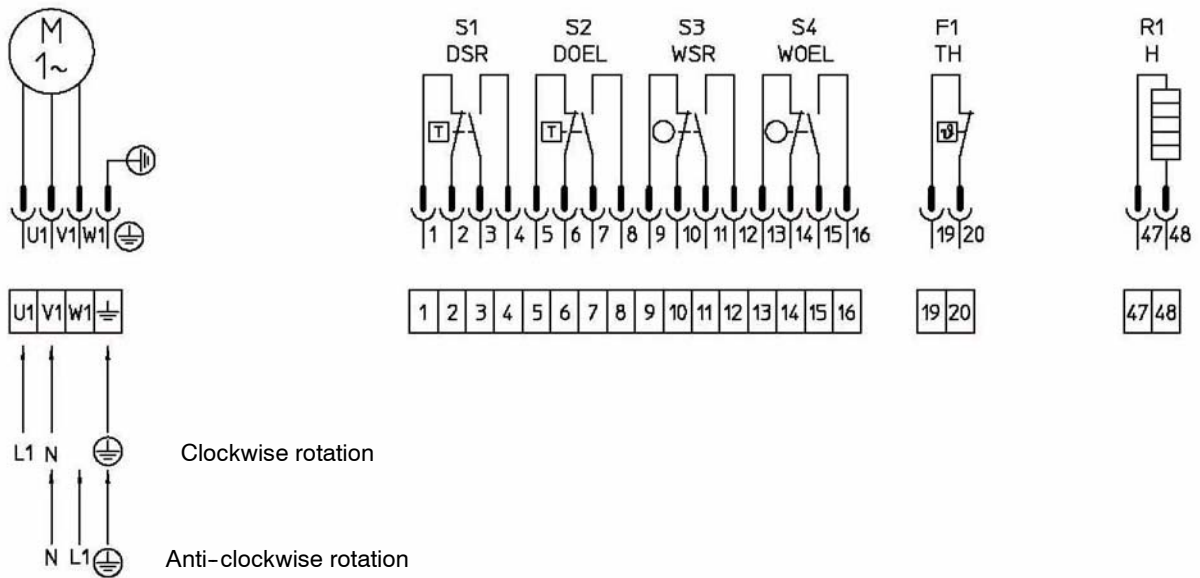 M
1~
S1
DSR
S2
DOEL
S3
WSR
S4
WOEL
F1
TH
R1
H
T
T
ϑ
U1 V1 W1
1 2 3 4 5 6 7 8 9 10 11 12 13 14 15 16
19 20
47 48
U1 V1 W1
1 2 3 4 5 6 7 8 9 10 11 12 13 14 15 16
19 20
47 48
L1 N
Clockwise rotation
N L1
Anti-clockwise rotation